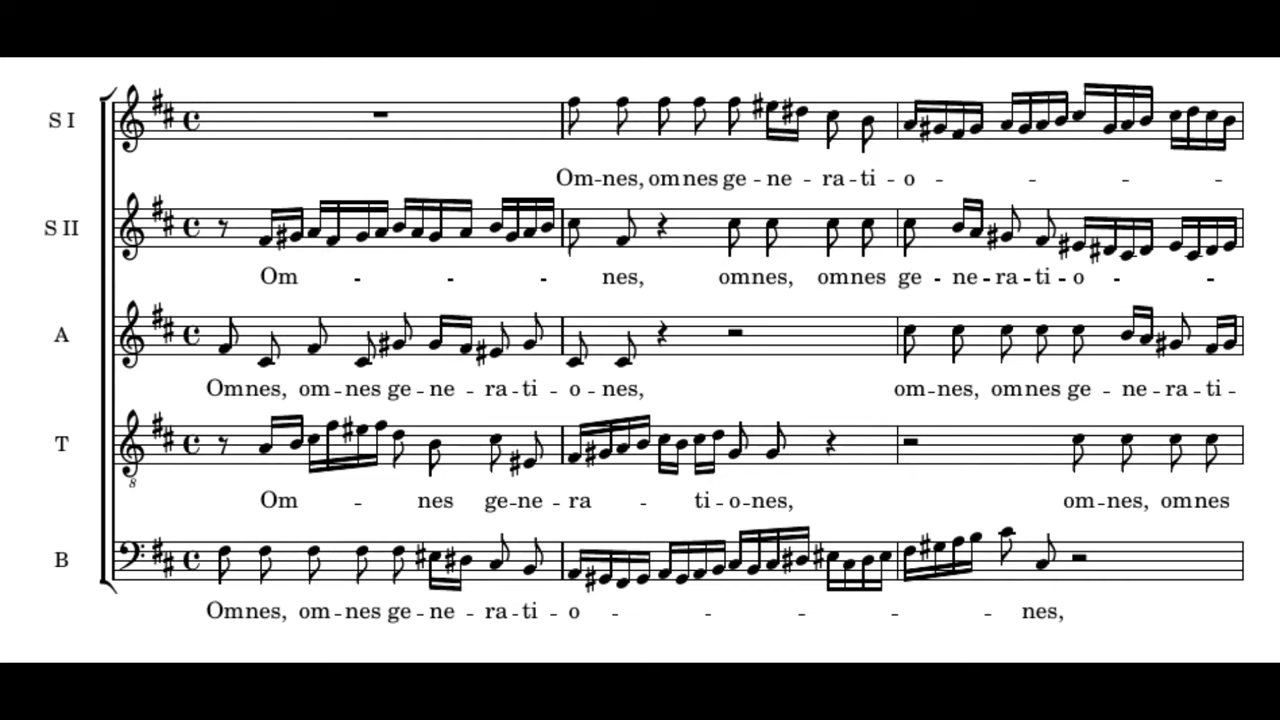 S I
Om–nes, omnes ge–ne–ra–ti–o–
S II
Om - - - - nes, omnes, omnes ge-ne-ra-ti-o - -
A
Omnes, om–nes ge–ne–ra–ti–o–nes, om–nes, omnes ge–ne–ra–ti–
T
8
Om – nes ge–ne–ra – – ti–o–nes, om–nes, omnes
B
Omnes, om–nes ge–ne–ra–ti–o – – – – – nes,